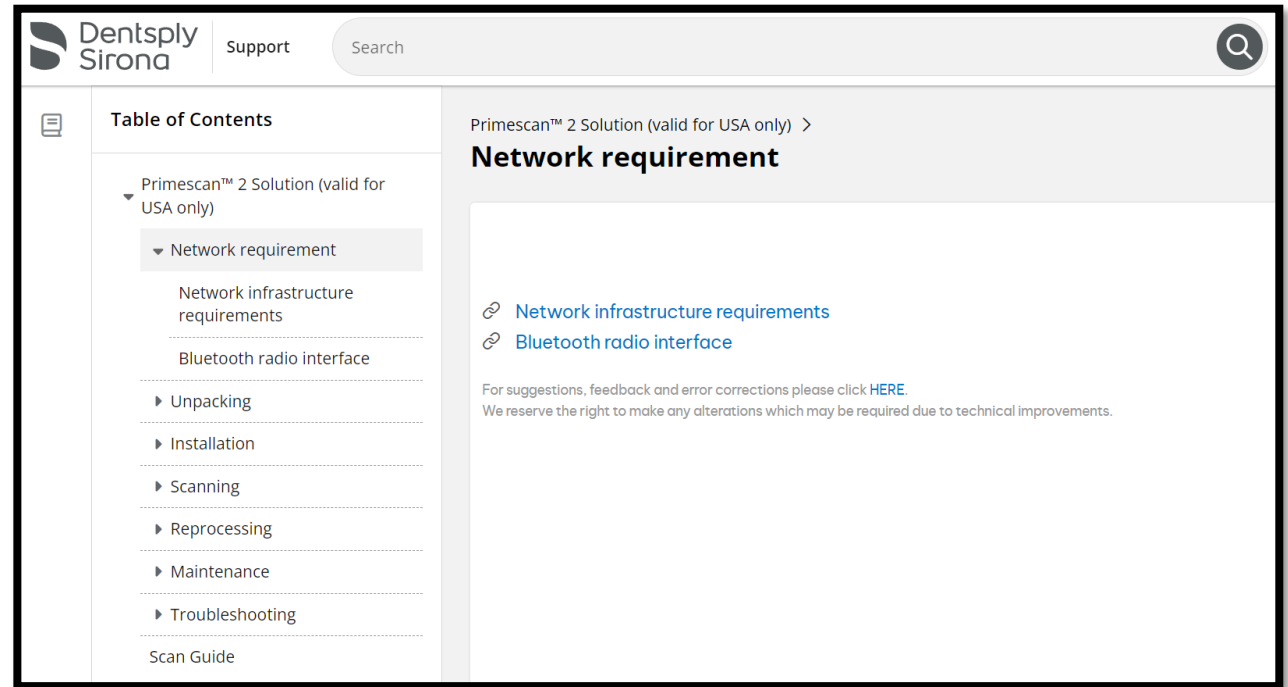 Dentsply
Sirona
Support
Search
Table of Contents
Primescan™ 2 Solution (valid for
USA only)
Network requirement
Network infrastructure
requirements
Bluetooth radio interface
Unpacking
Installation
Scanning
Reprocessing
Maintenance
Troubleshooting
Scan Guide
Primescan™ 2 Solution (valid for USA only) >
Network requirement
Network infrastructure requirements
Bluetooth radio interface
For suggestions, feedback and error corrections please click HERE.
We reserve the right to make any alterations which may be required due to technical improvements.